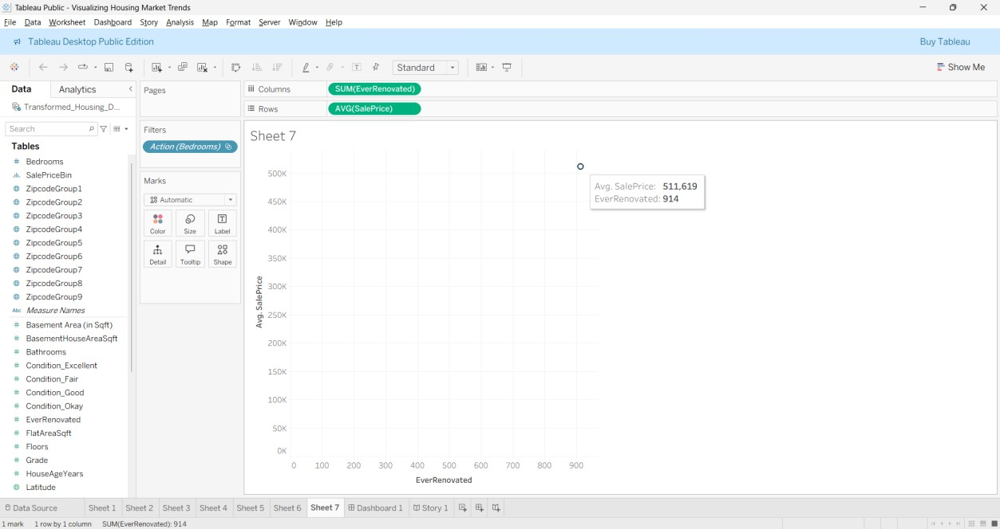 Tableau Public - Visualizing Housing Market Trends
File Data Worksheet Dashboard Story Analysis Map Format Server Window Help
Tableau Desktop Public Edition
Buy Tableau
Standard
Show Me
Data
Analytics
Transformed_Housing_D...
Search
Tables
Bedrooms
SalePriceBin
ZipcodeGroup1
ZipcodeGroup2
ZipcodeGroup3
ZipcodeGroup4
ZipcodeGroup5
ZipcodeGroup6
ZipcodeGroup7
ZipcodeGroup8
ZipcodeGroup9
Abc Measure Names
Basement Area (in Sqft)
BasementHouseAreaSqft
Bathrooms
Condition_Excellent
Condition_Fair
Condition_Good
Condition_Okay
EverRenovated
FlatAreaSqft
Floors
Grade
HouseAgeYears
Latitude
Pages
Filters
Action (Bedrooms)
Marks
Automatic
Color
Size
Label
Detail
Tooltip
Shape
Columns
SUM(EverRenovated)
Rows
AVG(SalePrice)
Sheet 7
500K
450K
400K
350K
300K
250K
200K
150K
100K
50K
0K
Avg. SalePrice
Avg. SalePrice: 511,619
EverRenovated: 914
0 100 200 300 400 500 600 700 800 900
EverRenovated
Data Source Sheet 1 Sheet 2 Sheet 3 Sheet 4 Sheet 5 Sheet 6 Sheet 7 Dashboard 1 Story 1
1 mark 1 row by 1 column SUM(EverRenovated): 914